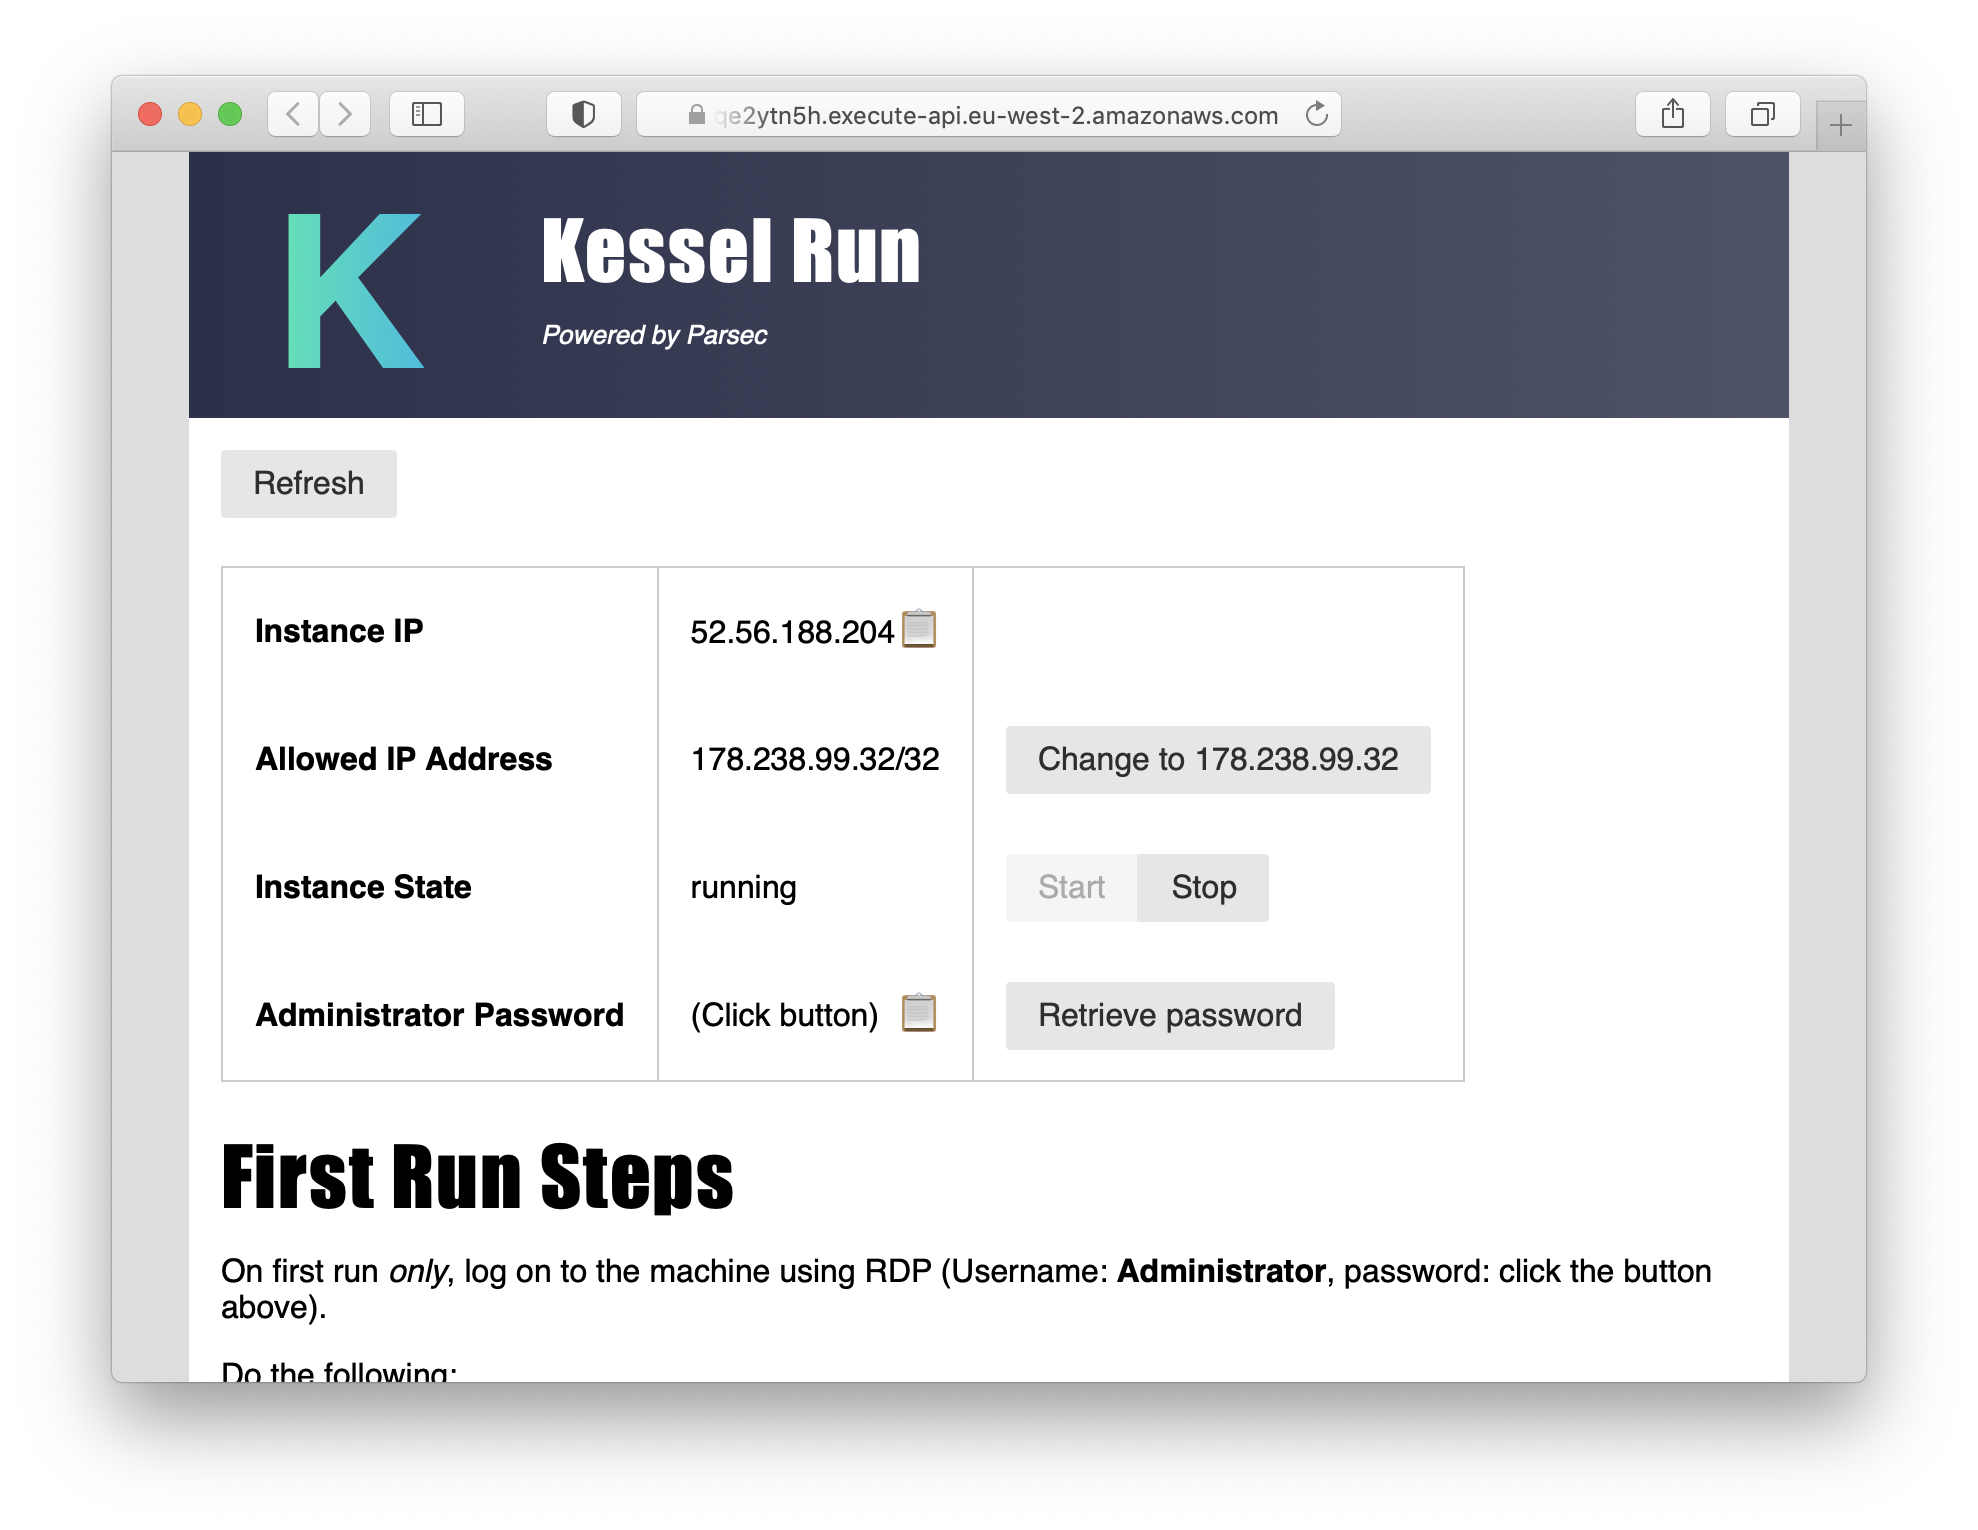 qe2ytn5h.execute-api.eu-west-2.amazonaws.com
K
Kessel Run
Powered by Parsec
Refresh
Instance IP 52.56.188.204
Allowed IP Address 178.238.99.32/32 Change to 178.238.99.32
Instance State running Start Stop
Administrator Password (Click button) Retrieve password
First Run Steps
On first run only, log on to the machine using RDP (Username: Administrator, password: click the button
above).
Do the following: